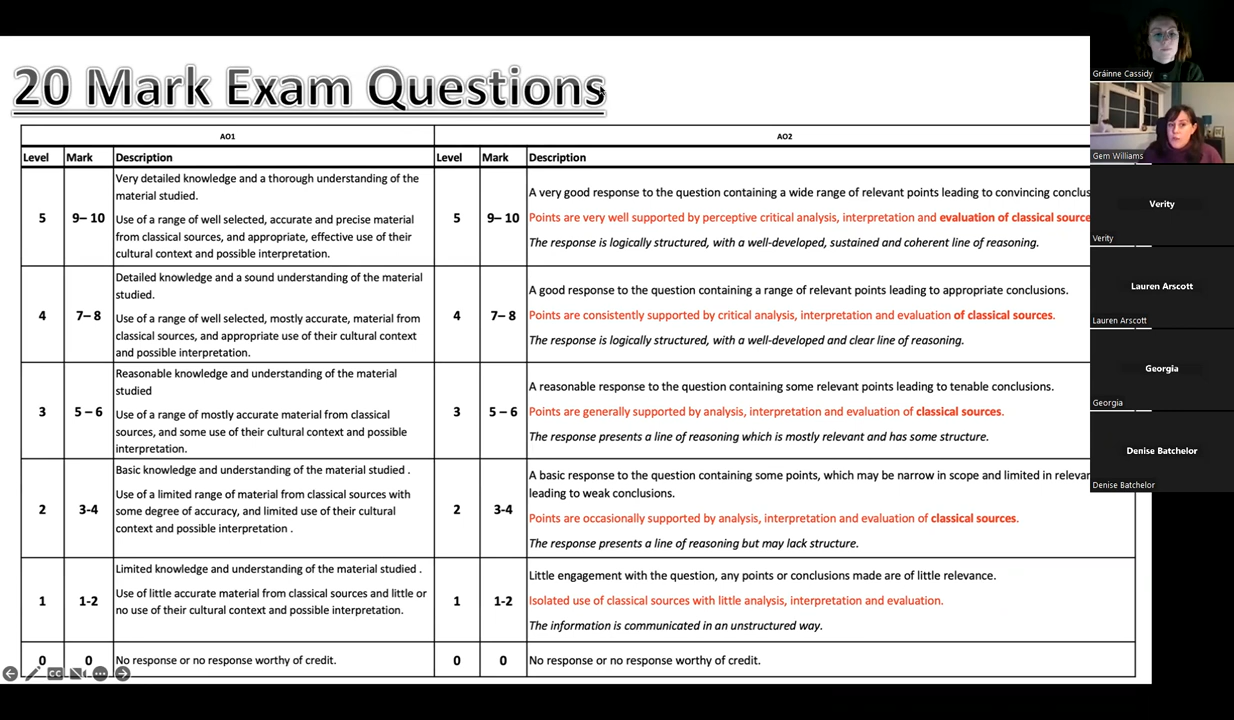 20 Mark Exam Questions
AO1
AO2
Level Mark Description
Level Mark Description
5
9– 10
Very detailed knowledge and a thorough understanding of the
material studied.
Use of a range of well selected, accurate and precise material
from classical sources, and appropriate, effective use of their
cultural context and possible interpretation.
5
9– 10
A very good response to the question containing a wide range of relevant points leading to convincing conclus
Points are very well supported by perceptive critical analysis, interpretation and evaluation of classical source
The response is logically structured, with a well-developed, sustained and coherent line of reasoning.
4
7– 8
Detailed knowledge and a sound understanding of the material
studied.
Use of a range of well selected, mostly accurate, material from
classical sources, and appropriate use of their cultural context
and possible interpretation.
4
7– 8
A good response to the question containing a range of relevant points leading to appropriate conclusions.
Points are consistently supported by critical analysis, interpretation and evaluation of classical sources.
The response is logically structured, with a well-developed and clear line of reasoning.
3
5 – 6
Reasonable knowledge and understanding of the material
studied
Use of a range of mostly accurate material from classical
sources, and some use of their cultural context and possible
interpretation.
3
5 – 6
A reasonable response to the question containing some relevant points leading to tenable conclusions.
Points are generally supported by analysis, interpretation and evaluation of classical sources.
The response presents a line of reasoning which is mostly relevant and has some structure.
2
3-4
Basic knowledge and understanding of the material studied .
Use of a limited range of material from classical sources with
some degree of accuracy, and limited use of their cultural
context and possible interpretation .
2
3-4
A basic response to the question containing some points, which may be narrow in scope and limited in relevan
leading to weak conclusions.
Points are occasionally supported by analysis, interpretation and evaluation of classical sources.
The response presents a line of reasoning but may lack structure.
1
1-2
Limited knowledge and understanding of the material studied .
Use of little accurate material from classical sources and little or
no use of their cultural context and possible interpretation.
1
1-2
Little engagement with the question, any points or conclusions made are of little relevance.
Isolated use of classical sources with little analysis, interpretation and evaluation.
The information is communicated in an unstructured way.
0
0
No response or no response worthy of credit.
0
0
No response or no response worthy of credit.
CC
Gráinne Cassidy
Gem Williams
Verity
Verity
Lauren Arscott
Lauren Arscott
Georgia
Georgia
Denise Batchelor
Denise Batchelor